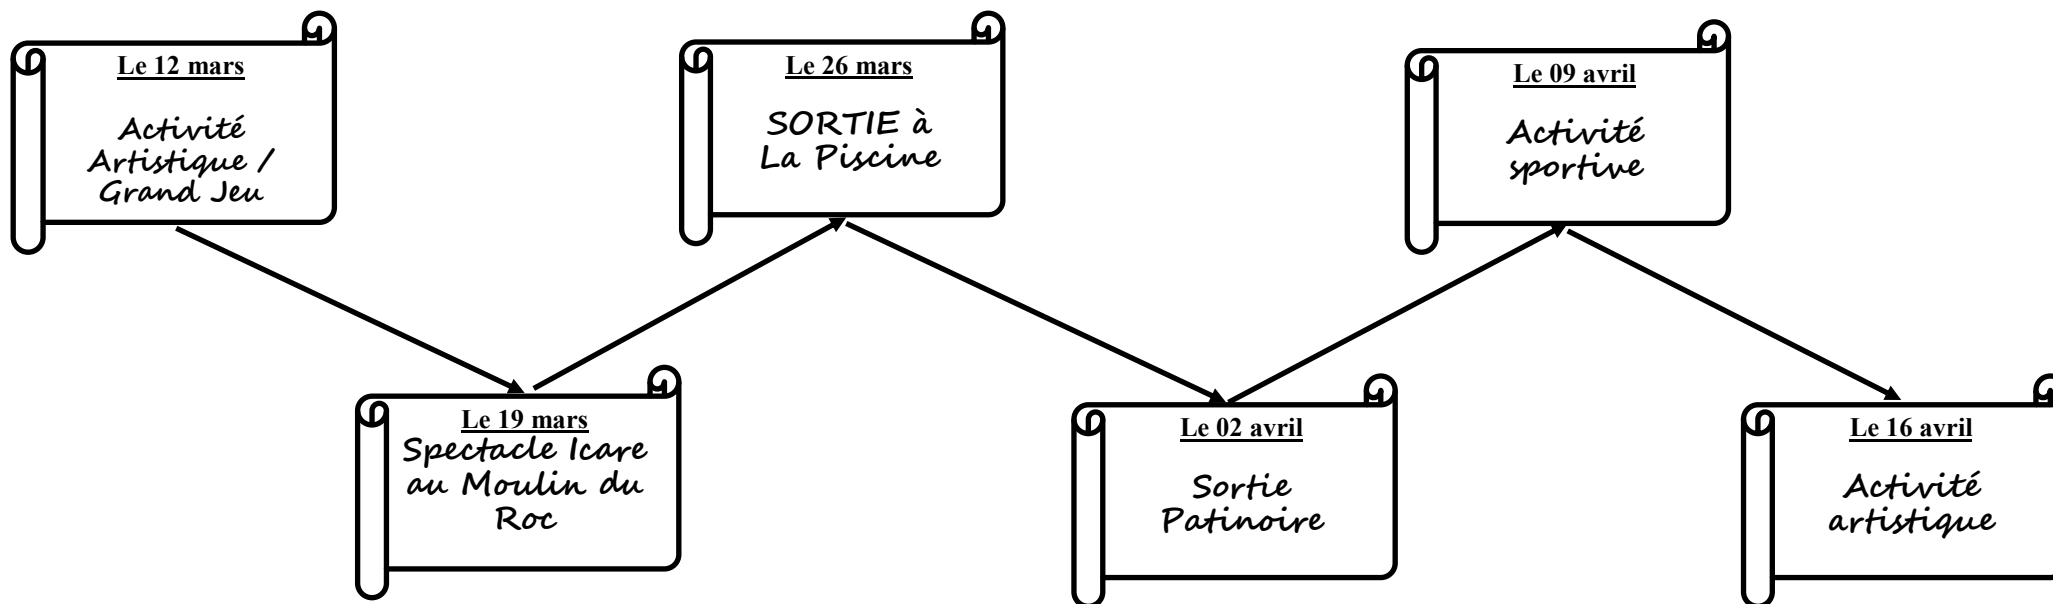 Le 12 mars
Activité
Artistique /
Grand Jeu
Le 19 mars
Spectacle Icare
au Moulin du
Roc
Le 26 mars
SORTIE à
La Piscine
Le 02 avril
Sortie
Patinoire
Le 09 avril
Activité
sportive
Le 16 avril
Activité
artistique